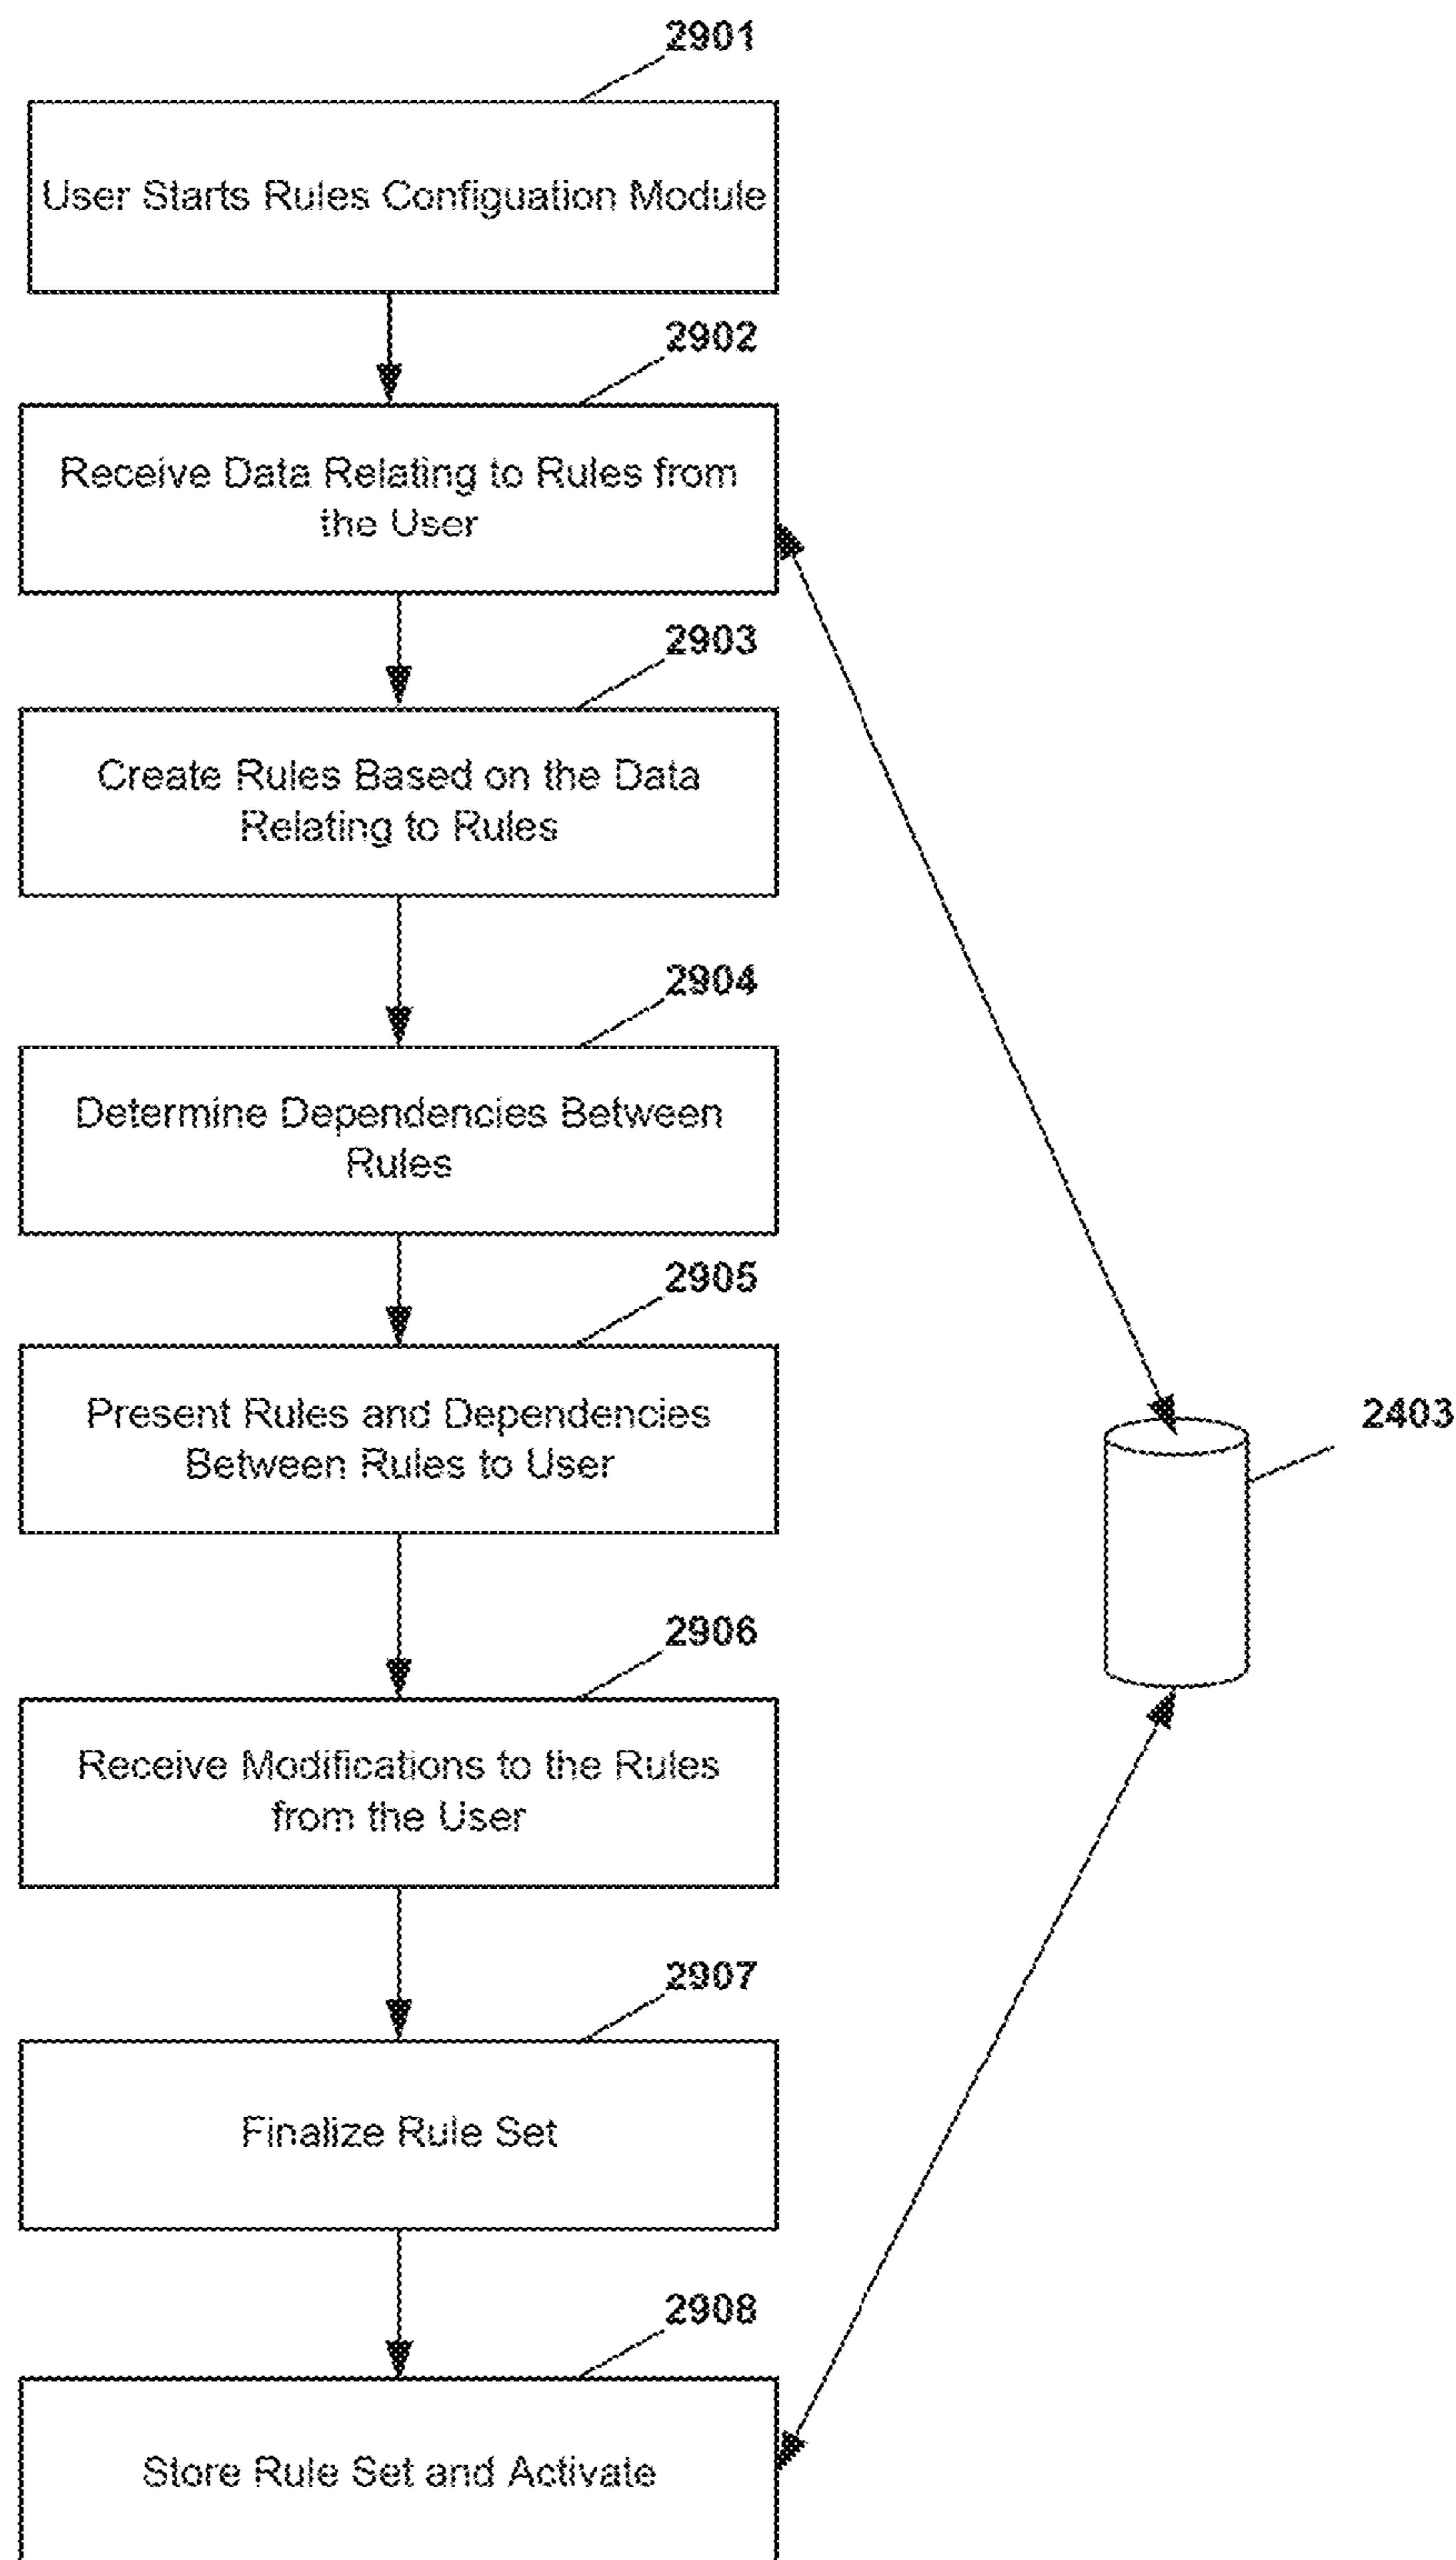 2901
User Starts Rules Configuation Module
2902
Receive Data Relating to Rules from
the User
2903
Create Rules Based on the Data
Relating to Rules
2904
Determine Dependencies Between
Rules
2905
Present Rules and Dependencies
Between Rules to User
2403
2906
Receive Modifications to the Rules
from the User
2907
Finalize Rule Set
2908
Store Rule Set and Activate